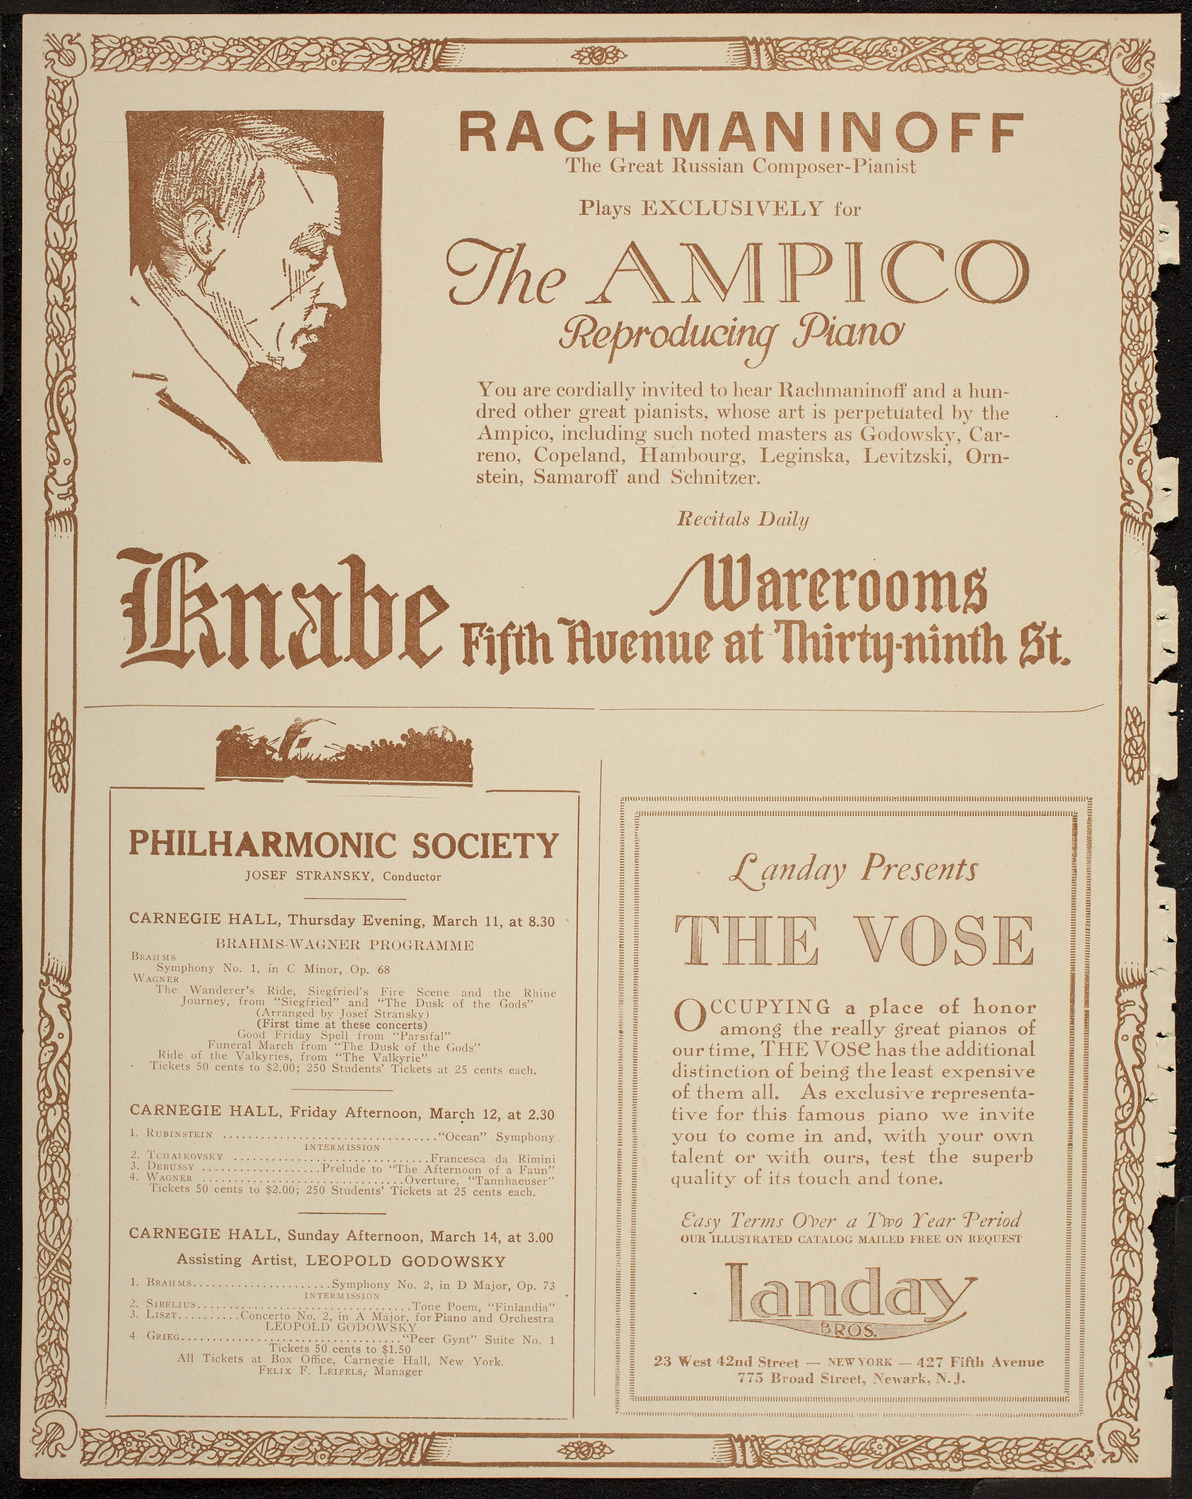 RACHMANINOFF
The Great Russian Composer-Pianist
Plays EXCLUSIVELY for
The AMPICO
Reproducing Piano
You are cordially invited to hear Rachmaninoff and a hun-
dred other great pianists, whose art is perpetuated by the
Ampico, including such noted masters as Godowsky, Car-
reno, Copeland, Hambourg, Leginska, Levitzski, Orn-
stein, Samaroff and Schnitzer.
Recitals Daily
Knabe Warerooms
Fifth Avenue at Thirty-ninth St.
PHILHARMONIC SOCIETY
JOSEF STRANSKY, Conductor
CARNEGIE HALL, Thursday Evening, March 11, at 8.30
BRAHMS-WAGNER PROGRAMME
BRAHMS
Symphony No. 1, in C Minor, Op. 68
WAGNER
The Wanderer's Ride, Siegfried's Fire Scene and the Rhine
Journey, from "Siegfried" and "The Dusk of the Gods"
(Arranged by Josef Stransky)
(First time at these concerts)
Good Friday Spell from "Parsifal"
Funeral March from "The Dusk of the Gods"
Ride of the Valkyries, from "The Valkyrie"
Tickets 50 cents to $2.00; 250 Students' Tickets at 25 cents each.
CARNEGIE HALL, Friday Afternoon, March 12, at 2.30
1. RUBINSTEIN ................................"Ocean" Symphony
INTERMISSION
2. TCHAIKOVSKY .............................Francesca da Rimini
3. DEBUSSY ..................Prelude to "The Afternoon of a Faun"
4. WAGNER ..............................Overture, "Tannhaeuser"
Tickets 50 cents to $2.00; 250 Students' Tickets at 25 cents each.
CARNEGIE HALL, Sunday Afternoon, March 14, at 3.00
Assisting Artist, LEOPOLD GODOWSKY
1. BRAHMS.....................Symphony No. 2, in D Major, Op. 73
INTERMISSION
2. SIBELIUS................................Tone Poem, "Finlandia"
3. LISZT.........Concerto No. 2, in A Major, for Piano and Orchestra
LEOPOLD GODOWSKY
4 GRIEG.................................."Peer Gynt" Suite No. 1
Tickets 50 cents to $1.50
All Tickets at Box Office, Carnegie Hall, New York.
FELIX F. LEIFELS, Manager
Landay Presents
THE VOSE
OCCUPYING a place of honor
among the really great pianos of
our time, THE VOSE has the additional
distinction of being the least expensive
of them all. As exclusive representa-
tive for this famous piano we invite
you to come in and, with your own
talent or with ours, test the superb
quality of its touch and tone.
Easy Terms Over a Two Year Period
OUR ILLUSTRATED CATALOG MAILED FREE ON REQUEST
Landay
BROS.
23 West 42nd Street — NEW YORK — 427 Fifth Avenue
775 Broad Street, Newark, N. J.